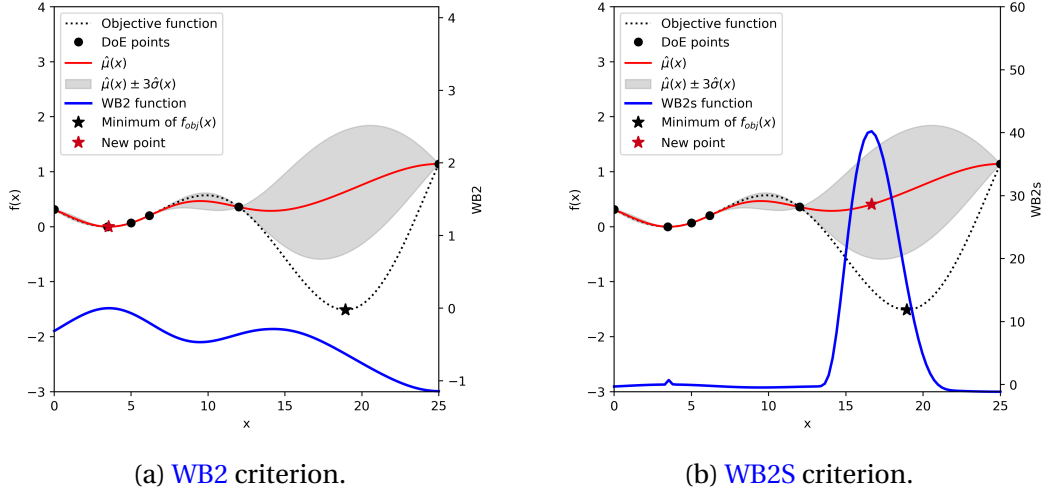 Objective function
DoE points
μ̂(x)
μ̂(x) ± 3σ̂(x)
WB2 function
Minimum of f_obj(x)
New point
4
3
2
1
0
−1
−2
−3
f(x)
0
5
10
15
20
25
x
4
3
2
1
0
−1
WB2
(a) WB2 criterion.
Objective function
DoE points
μ̂(x)
μ̂(x) ± 3σ̂(x)
WB2s function
Minimum of f_obj(x)
New point
4
3
2
1
0
−1
−2
−3
f(x)
0
5
10
15
20
25
x
60
50
40
30
20
10
0
WB2s
(b) WB2S criterion.